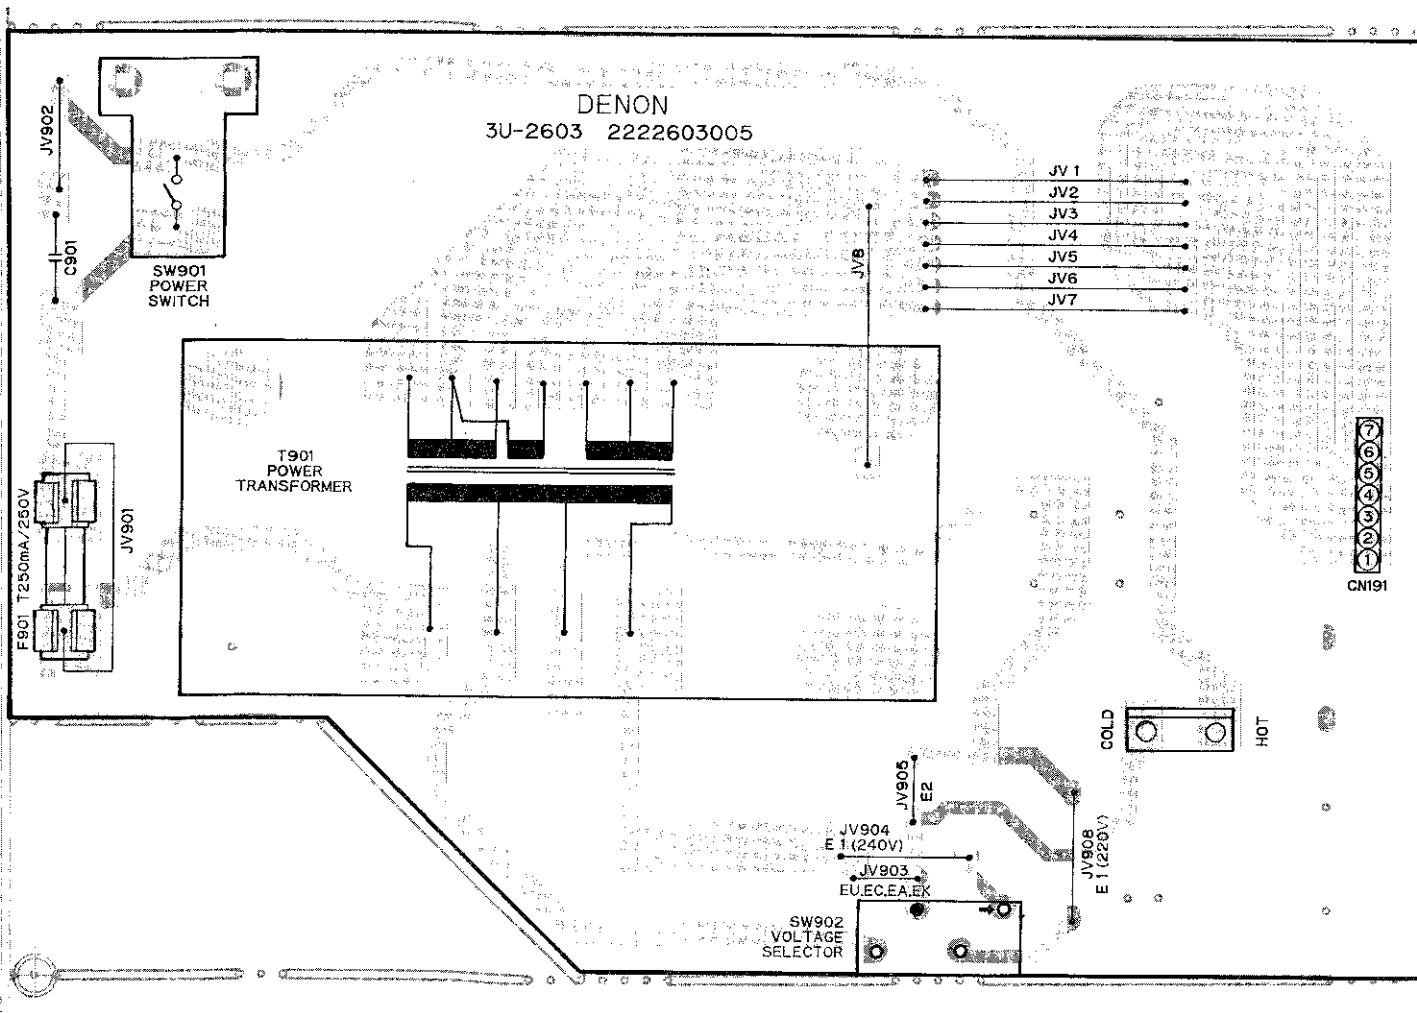 DENON
3U-2603 2222603005
JV902
C901
SW901
POWER
SWITCH
JV 1
JV2
JV3
JV4
JV5
JV6
JV7
JV8
T901
POWER
TRANSFORMER
F901 T250mA/250V
JV901
7
6
5
4
3
2
1
CN191
COLD
HOT
JV905
E2
JV904
E1(240V)
JV903
EU,EC,EA,EK
JV908
E1(220V)
SW902
VOLTAGE
SELECTOR